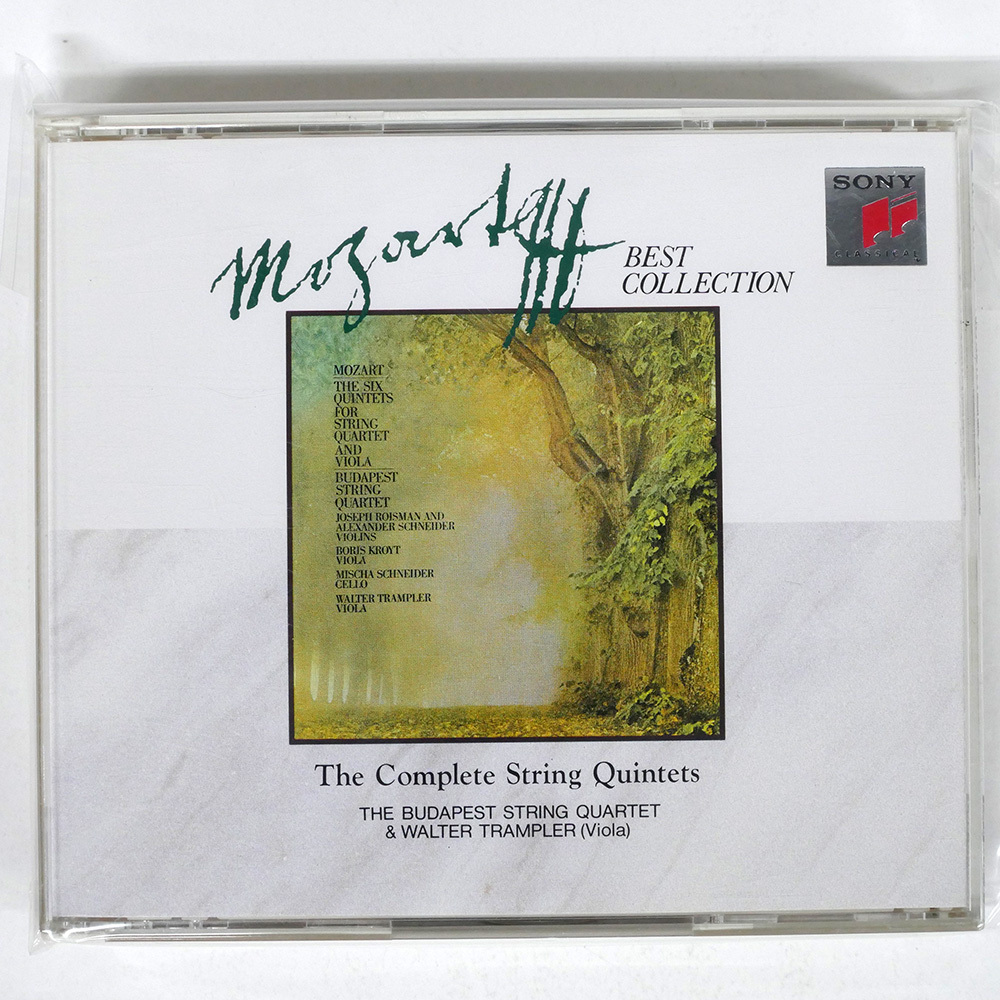 Mozart
BEST
COLLECTION
SONY
CLASSICAL
MOZART
THE SIX
QUINTETS
FOR
STRING
QUARTET
AND
VIOLA
BUDAPEST
STRING
QUARTET
JOSEPH ROISMAN AND
ALEXANDER SCHNEIDER
VIOLINS
BORIS KROYT
VIOLA
MISCHA SCHNEIDER
CELLO
WALTER TRAMPLER
VIOLA
The Complete String Quintets
THE BUDAPEST STRING QUARTET
& WALTER TRAMPLER (Viola)